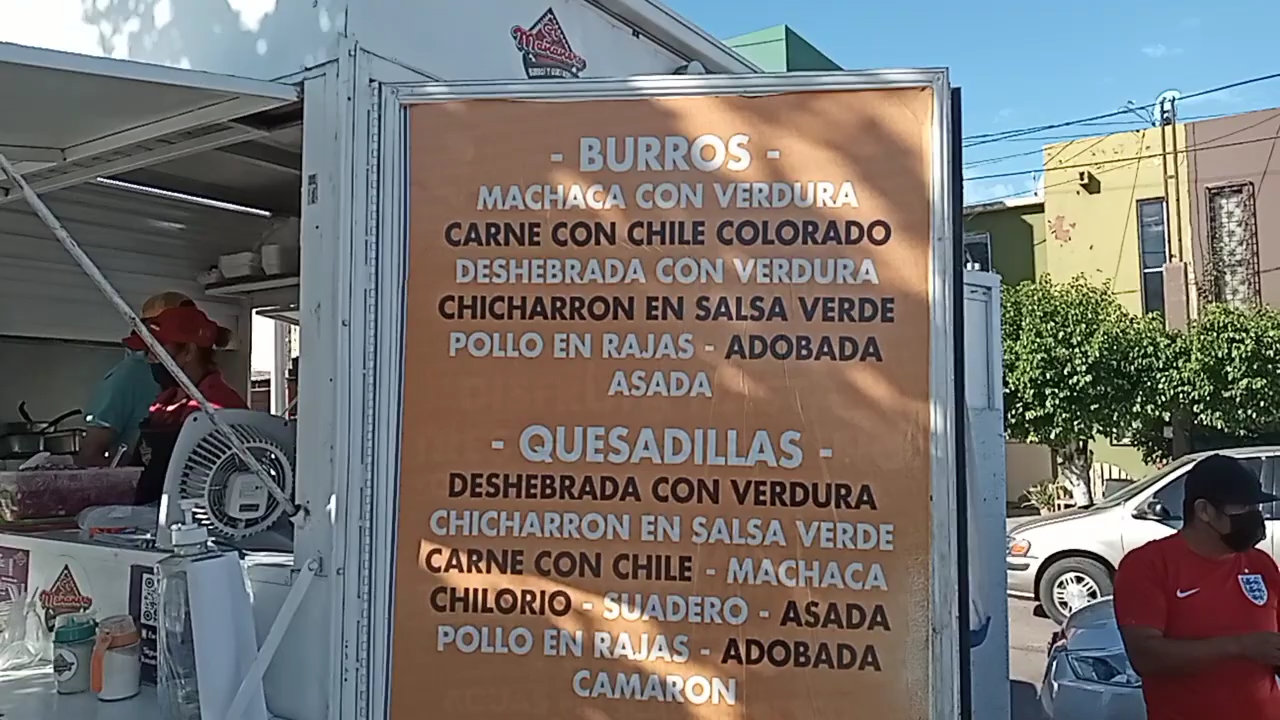 - BURROS -
MACHACA CON VERDURA
CARNE CON CHILE COLORADO
DESHEBRADA CON VERDURA
CHICHARRON EN SALSA VERDE
POLLO EN RAJAS - ADOBADA
ASADA
- QUESADILLAS -
DESHEBRADA CON VERDURA
CHICHARRON EN SALSA VERDE
CARNE CON CHILE - MACHACA
CHILORIO - SUADERO - ASADA
POLLO EN RAJAS - ADOBADA
CAMARON